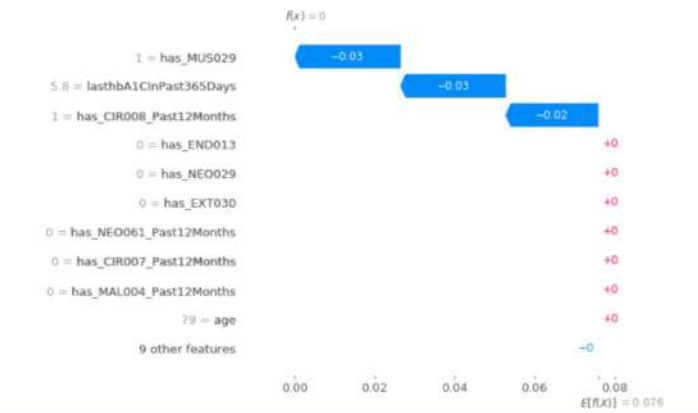 f(x) = 0
1 = has_MUS029
−0.03
5.8 = lasthbA1CInPast365Days
−0.03
1 = has_CIR008_Past12Months
−0.02
0 = has_END013
+0
0 = has_NEO029
+0
0 = has_EXT030
+0
0 = has_NEO061_Past12Months
+0
0 = has_CIR007_Past12Months
+0
0 = has_MAL004_Past12Months
+0
79 = age
+0
9 other features
−0
0.00 0.02 0.04 0.06 0.08
E[f(X)] = 0.076